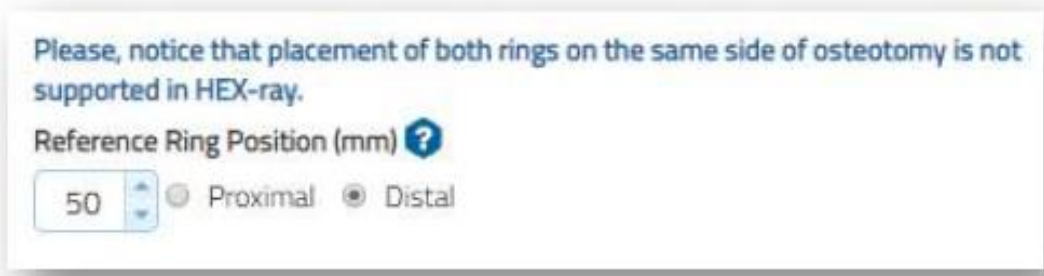 Please, notice that placement of both rings on the same side of osteotomy is not
supported in HEX-ray.
Reference Ring Position (mm) ?
50 Proximal Distal